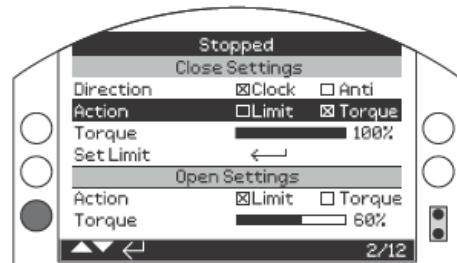 Stopped
Close Settings
Direction ☒Clock ☐Anti
Action ☐Limit ☒Torque
Torque 100%
Set Limit
Open Settings
Action ☒Limit ☐Torque
Torque 60%
2/12